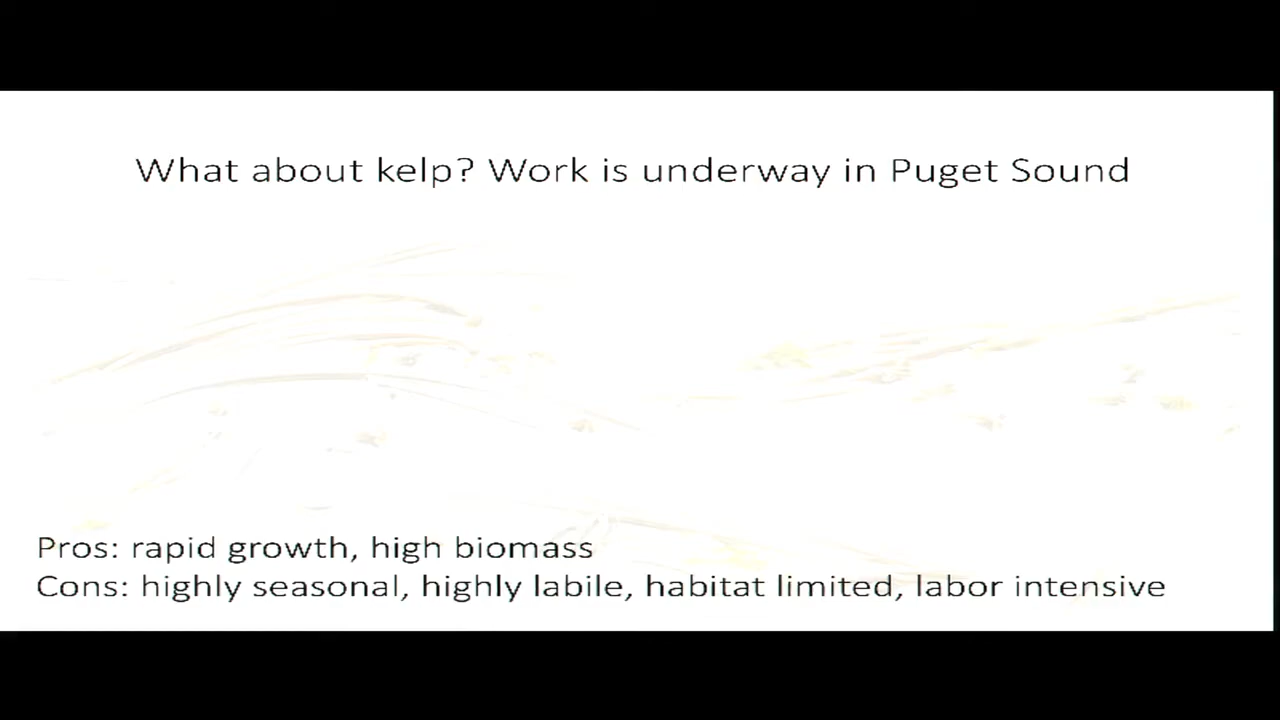 What about kelp? Work is underway in Puget Sound
Pros: rapid growth, high biomass
Cons: highly seasonal, highly labile, habitat limited, labor intensive